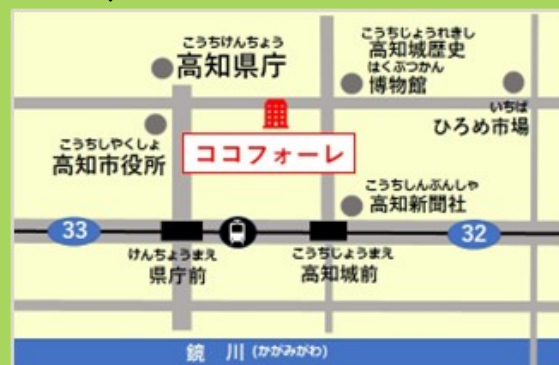 こうちけんちょう
高知県庁
こうちじょうれきし
高知城歴史
はくぶつかん
博物館
いちば
ひろめ市場
こうちしやくしょ
高知市役所
ココフォーレ
こうちしんぶんしゃ
高知新聞社
33
32
けんちょうまえ
県庁前
こうちじょうまえ
高知城前
鏡 川 (かがみがわ)